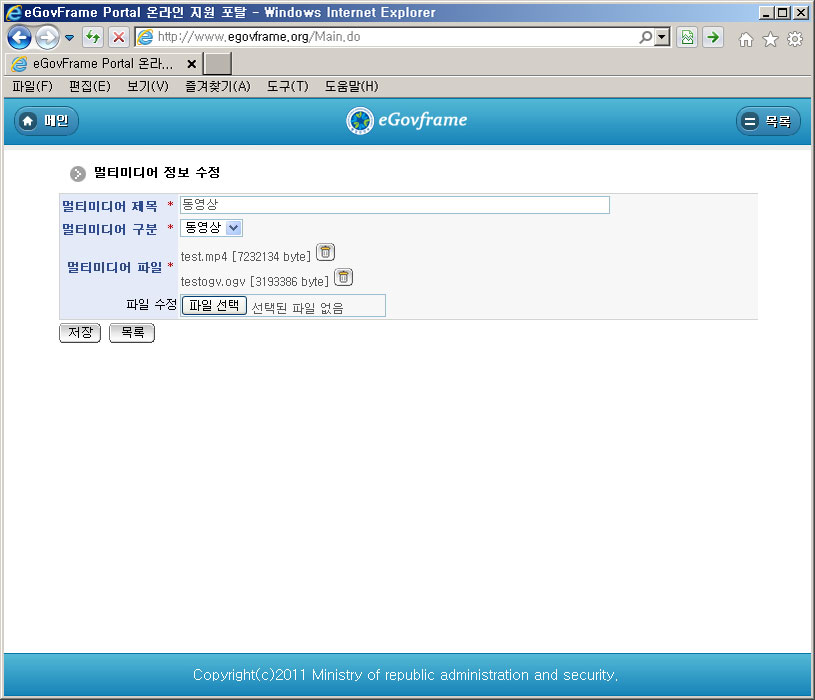 eGovFrame Portal 온라인 지원 포탈 - Windows Internet Explorer
http://www.egovframe.org/Main.do
eGovFrame Portal 온라...
파일(F) 편집(E) 보기(V) 즐겨찾기(A) 도구(T) 도움말(H)
메인 eGovframe 목록
멀티미디어 정보 수정
멀티미디어 제목 * 동영상
멀티미디어 구분 * 동영상
test.mp4 [7232134 byte]
멀티미디어 파일 *
testogv.ogv [3193386 byte]
파일 수정 파일 선택 선택된 파일 없음
저장 목록
Copyright(c)2011 Ministry of republic administration and security.